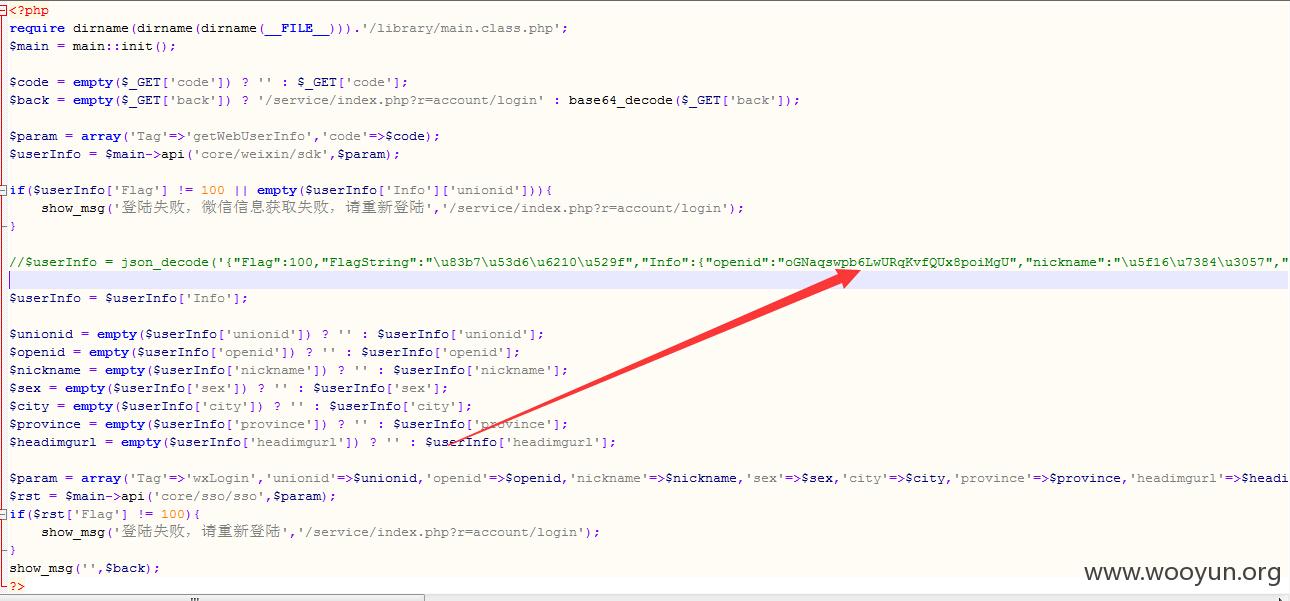 <?php
require dirname(dirname(dirname(__FILE__))).'/library/main.class.php';
$main = main::init();
$code = empty($_GET['code']) ? '' : $_GET['code'];
$back = empty($_GET['back']) ? '/service/index.php?r=account/login' : base64_decode($_GET['back']);
$param = array('Tag'=>'getWebUserInfo','code'=>$code);
$userInfo = $main->api('core/weixin/sdk',$param);
if($userInfo['Flag'] != 100 || empty($userInfo['Info']['unionid'])){
show_msg('登陆失败，微信信息获取失败，请重新登陆','/service/index.php?r=account/login');
}
//$userInfo = json_decode('{"Flag":100,"FlagString":"\u83b7\u53d6\u6210\u529f","Info":{"openid":"oGNaqswpb6LwURqKvfQUx8poiMgU","nickname":"\u5f16\u7384\u3057","
$userInfo = $userInfo['Info'];
$unionid = empty($userInfo['unionid']) ? '' : $userInfo['unionid'];
$openid = empty($userInfo['openid']) ? '' : $userInfo['openid'];
$nickname = empty($userInfo['nickname']) ? '' : $userInfo['nickname'];
$sex = empty($userInfo['sex']) ? '' : $userInfo['sex'];
$city = empty($userInfo['city']) ? '' : $userInfo['city'];
$province = empty($userInfo['province']) ? '' : $userInfo['province'];
$headimgurl = empty($userInfo['headimgurl']) ? '' : $userInfo['headimgurl'];
$param = array('Tag'=>'wxLogin','unionid'=>$unionid,'openid'=>$openid,'nickname'=>$nickname,'sex'=>$sex,'city'=>$city,'province'=>$province,'headimgurl'=>$headi
$rst = $main->api('core/sso/sso',$param);
if($rst['Flag'] != 100){
show_msg('登陆失败，请重新登陆','/service/index.php?r=account/login');
}
show_msg('',$back);
?>
www.wooyun.org